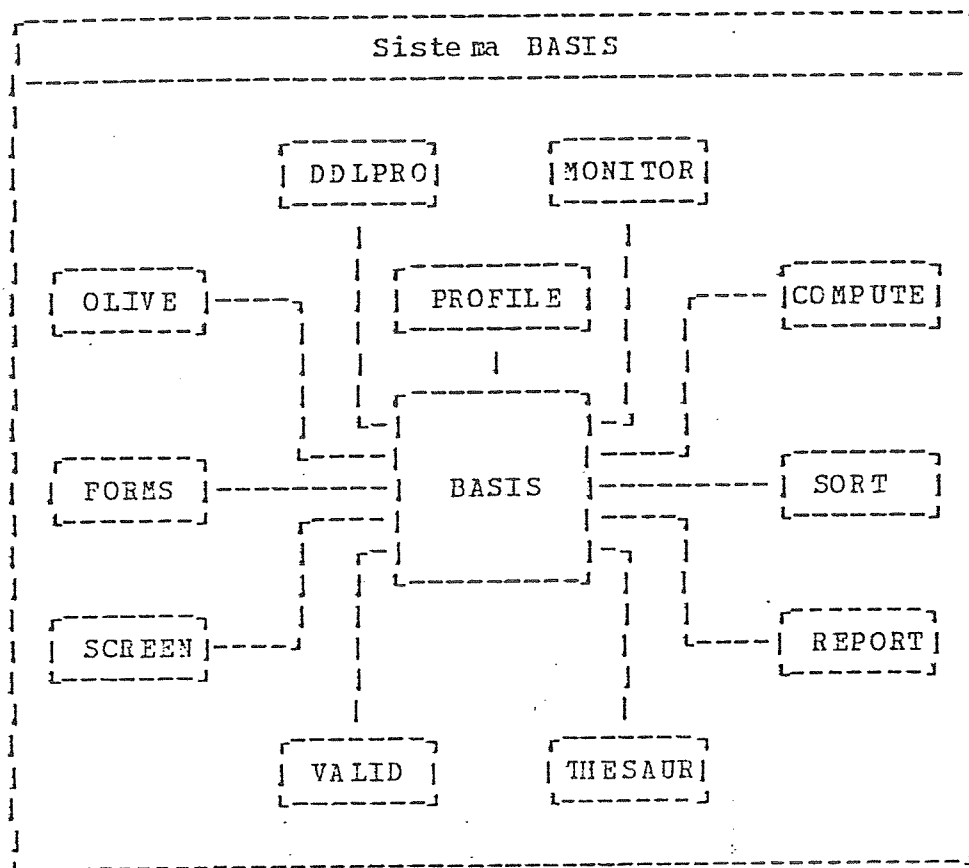 Sistema BASIS
DDLPRO MONITOR
OLIVE PROFILE COMPUTE
FORMS BASIS SORT
SCREEN REPORT
VALID THESAUR